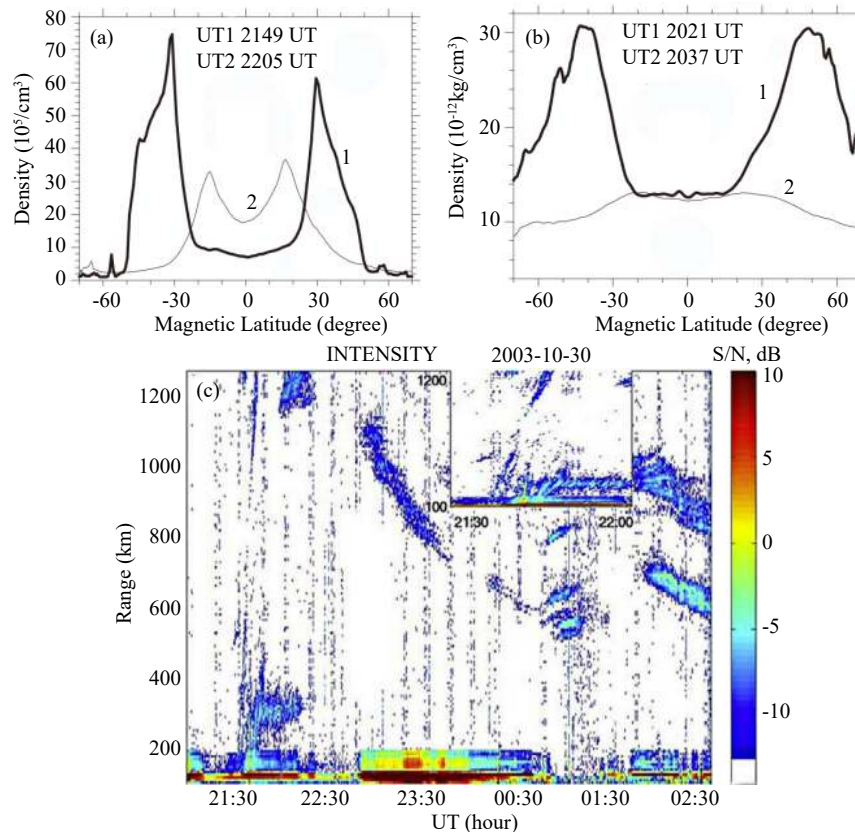 (a)
UT1 2149 UT
UT2 2205 UT
80
70
60
50
40
30
20
10
0
1
2
Density (10⁵/cm³)
-60 -30 0 30 60
Magnetic Latitude (degree)
(b)
UT1 2021 UT
UT2 2037 UT
30
20
10
1
2
Density (10⁻¹²kg/cm³)
-60 -30 0 30 60
Magnetic Latitude (degree)
INTENSITY 2003-10-30 S/N, dB
(c)
1200
1000
800
600
400
200
Range (km)
1200
100
21:30 22:00
10
5
0
-5
-10
21:30 22:30 23:30 00:30 01:30 02:30
UT (hour)